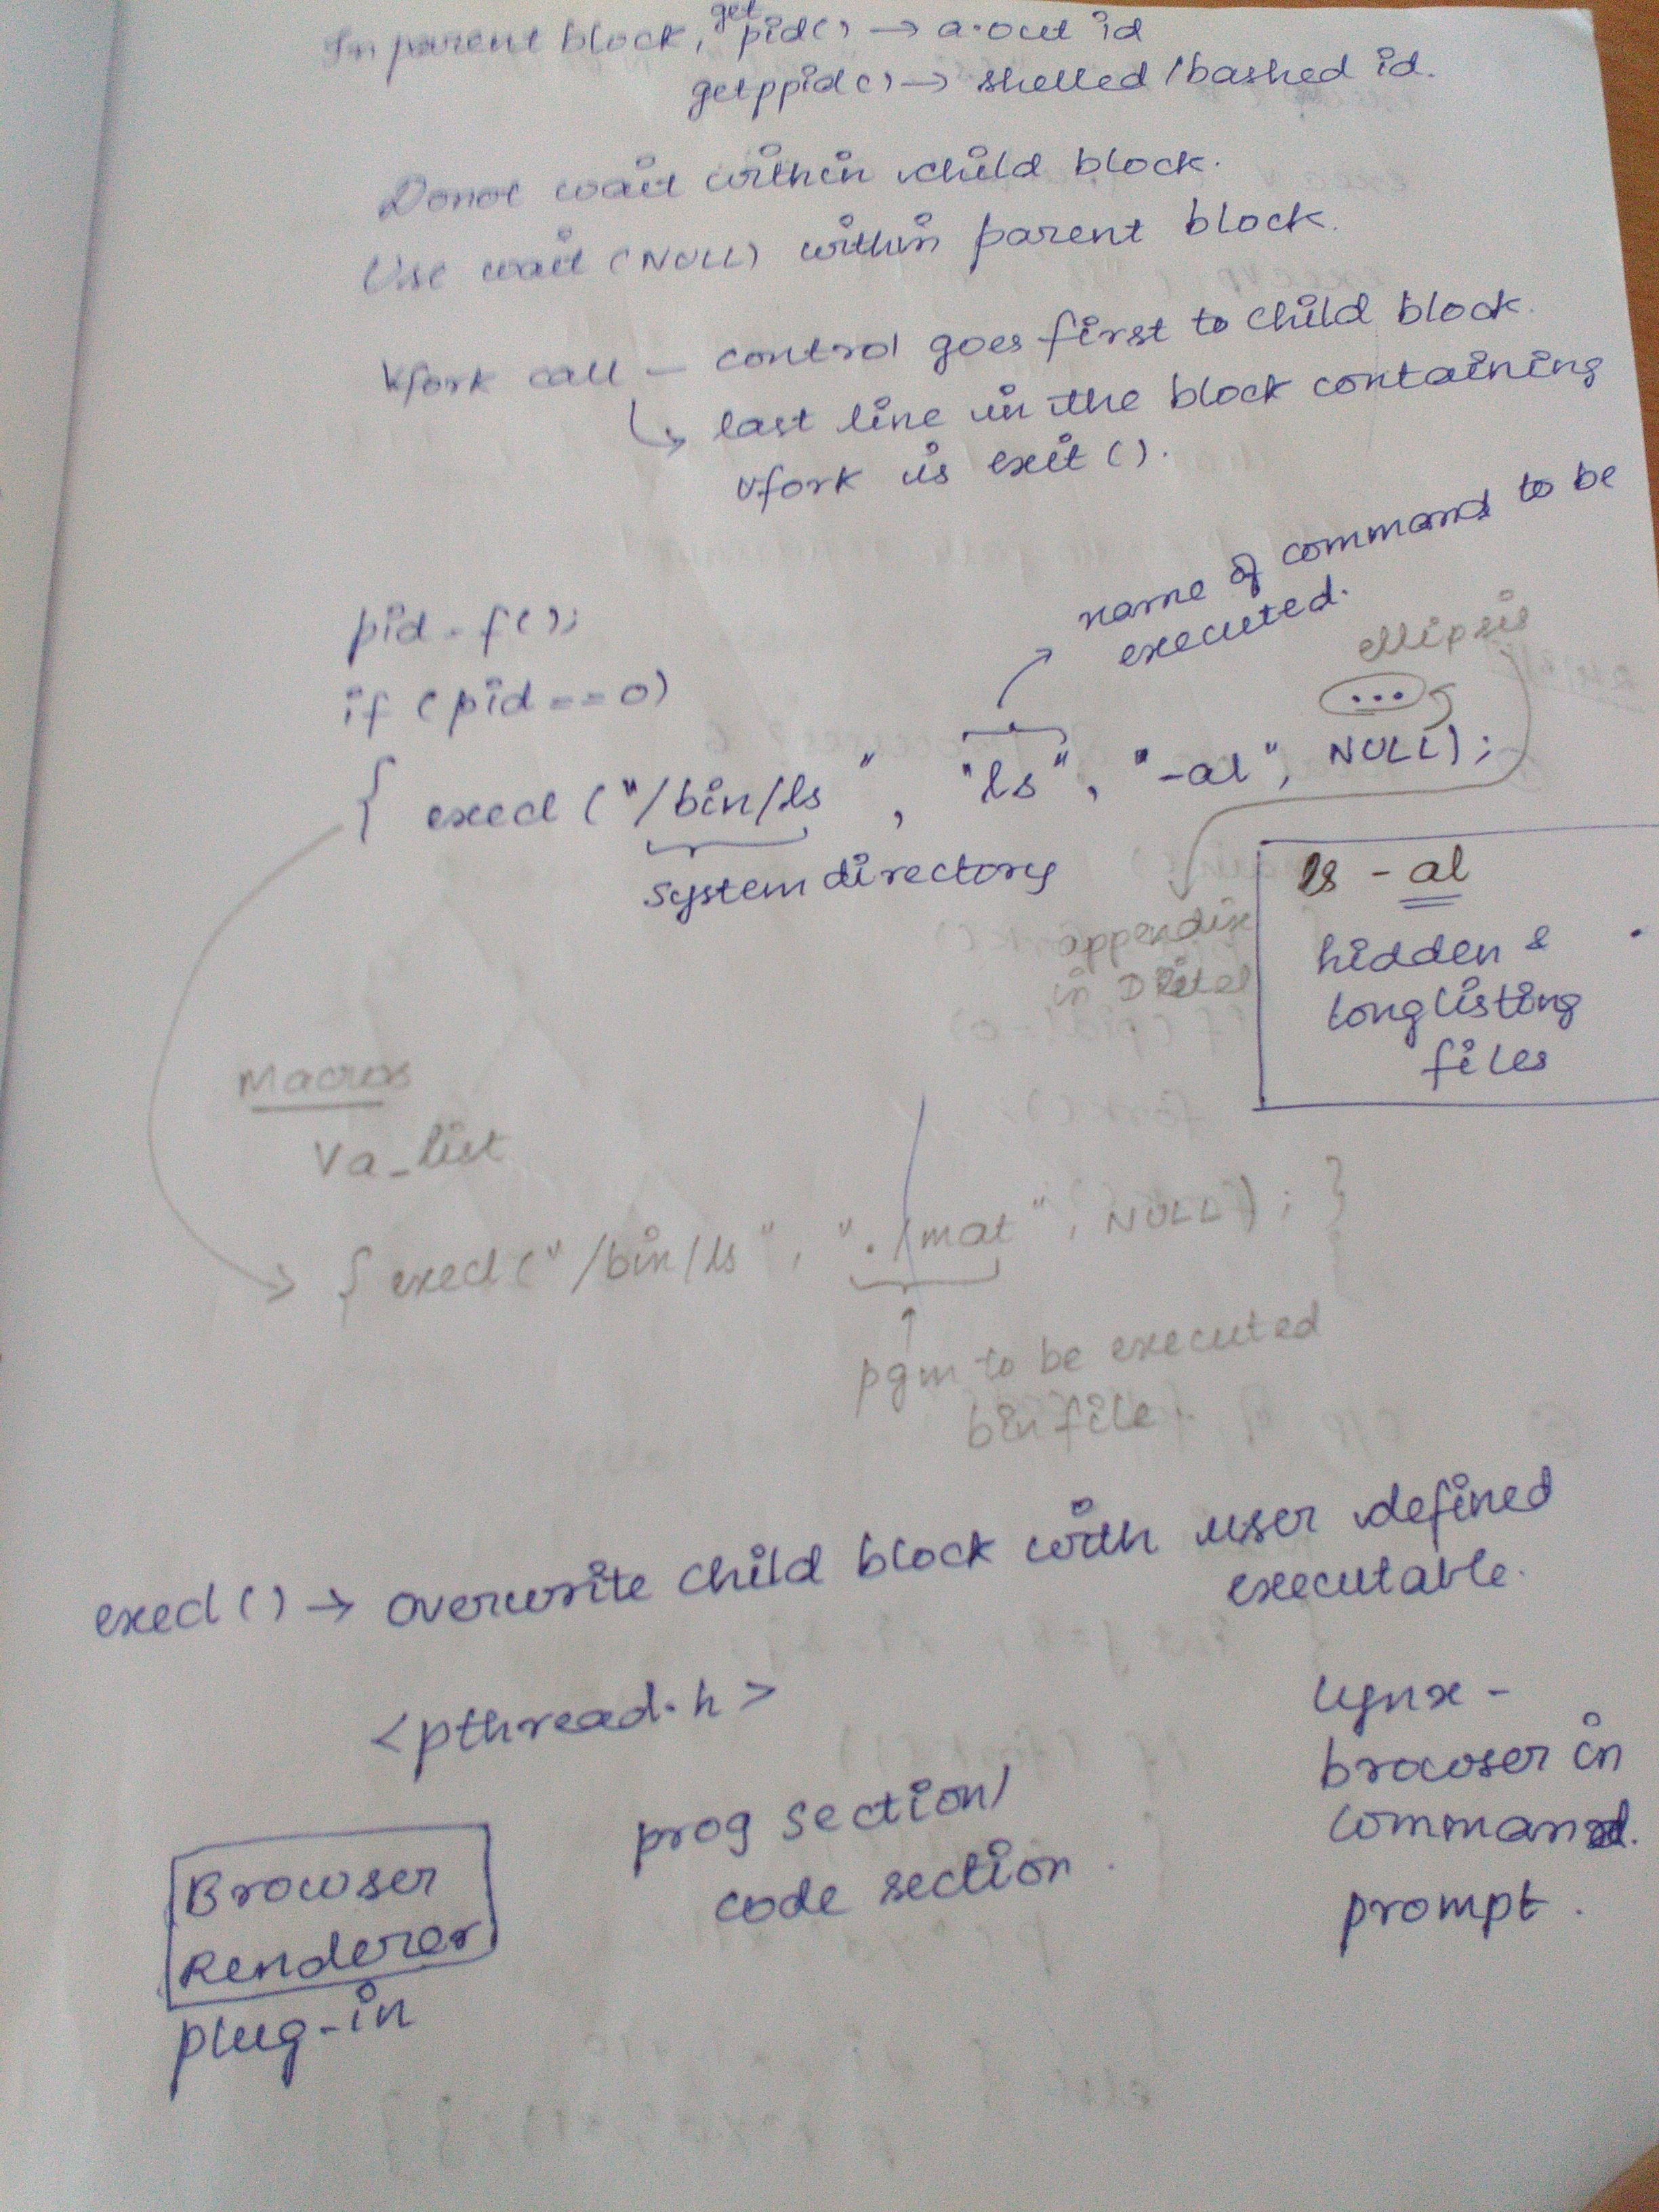 In parent block, getpid() → a.out id
getppid() → shelled / bashed id.
Donot wait within child block.
Use wait (NULL) within parent block.
Vfork call – control goes first to child block.
↳ last line in the block containing
vfork is exit ().
name of command to be
executed.
ellipsis
...
pid = f();
if (pid == 0)
{ execl ("/bin/ls ", "ls", "-al", NULL);
system directory
ls - al
hidden &
long listing
files
appendix
in Deitel
Macros
Va_list
{ execl ("/bin/ls ", "./mat ", NULL); }
pgm to be executed
bin file.
execl () → overwrite child block with user defined
executable.
<pthread.h>
lynx -
browser in
command
prompt.
prog section/
code section.
Browser
Renderer
plug-in